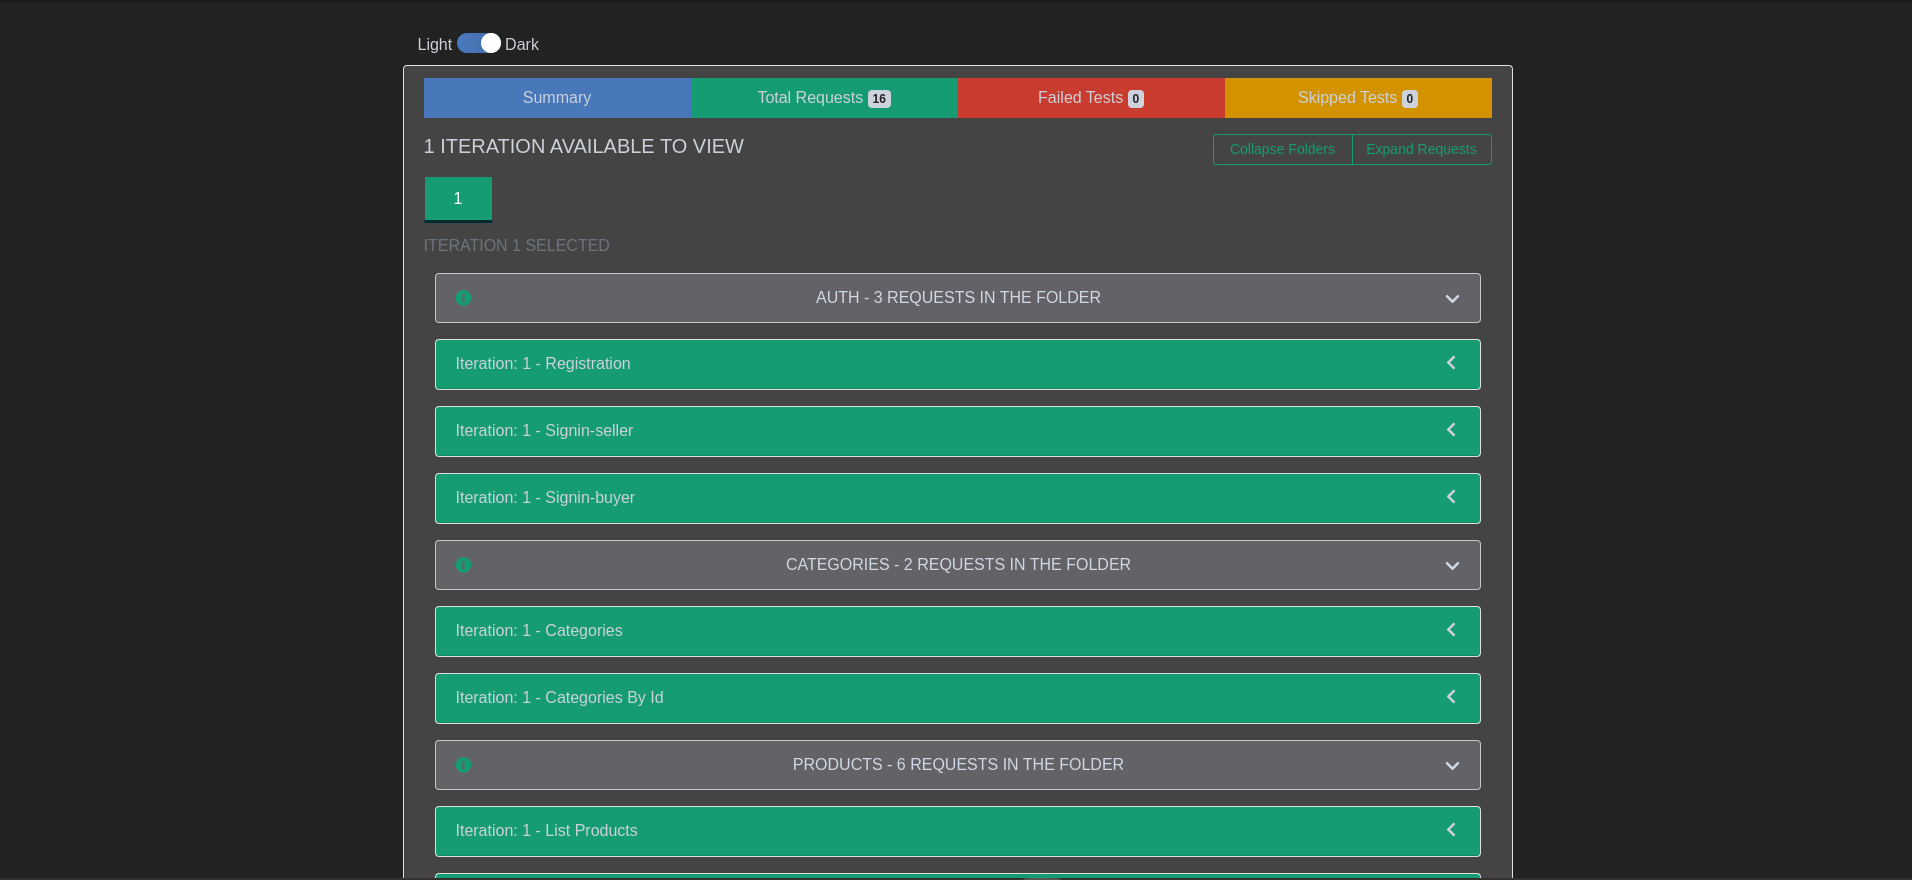 Light Dark
Summary Total Requests 16 Failed Tests 0 Skipped Tests 0
1 ITERATION AVAILABLE TO VIEW Collapse Folders Expand Requests
1
ITERATION 1 SELECTED
AUTH - 3 REQUESTS IN THE FOLDER
Iteration: 1 - Registration
Iteration: 1 - Signin-seller
Iteration: 1 - Signin-buyer
CATEGORIES - 2 REQUESTS IN THE FOLDER
Iteration: 1 - Categories
Iteration: 1 - Categories By Id
PRODUCTS - 6 REQUESTS IN THE FOLDER
Iteration: 1 - List Products